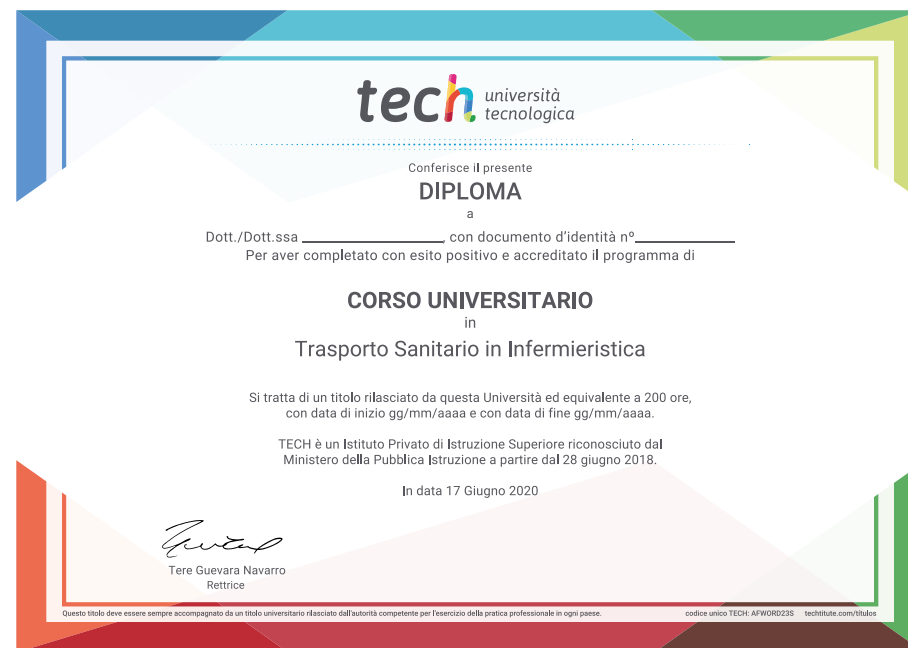 tech università
tecnologica
Conferisce il presente
DIPLOMA
a
Dott./Dott.ssa ________________, con documento d'identità nº____________
Per aver completato con esito positivo e accreditato il programma di
CORSO UNIVERSITARIO
in
Trasporto Sanitario in Infermieristica
Si tratta di un titolo rilasciato da questa Università ed equivalente a 200 ore,
con data di inizio gg/mm/aaaa e con data di fine gg/mm/aaaa.
TECH è un Istituto Privato di Istruzione Superiore riconosciuto dal
Ministero della Pubblica Istruzione a partire dal 28 giugno 2018.
In data 17 Giugno 2020
Tere Guevara Navarro
Rettrice
Questo titolo deve essere sempre accompagnato da un titolo universitario rilasciato dall'autorità competente per l'esercizio della pratica professionale in ogni paese. codice unico TECH: AFWORD23S techtitute.com/titulos